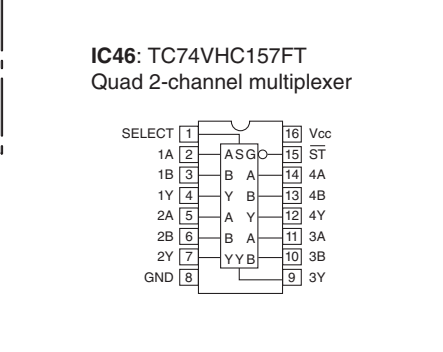 IC46: TC74VHC157FT
Quad 2-channel multiplexer
SELECT 1 16 Vcc
1A 2 A S G 15 S̅T̅
1B 3 B A 14 4A
1Y 4 Y B 13 4B
2A 5 A Y 12 4Y
2B 6 B A 11 3A
2Y 7 Y Y B 10 3B
GND 8 9 3Y